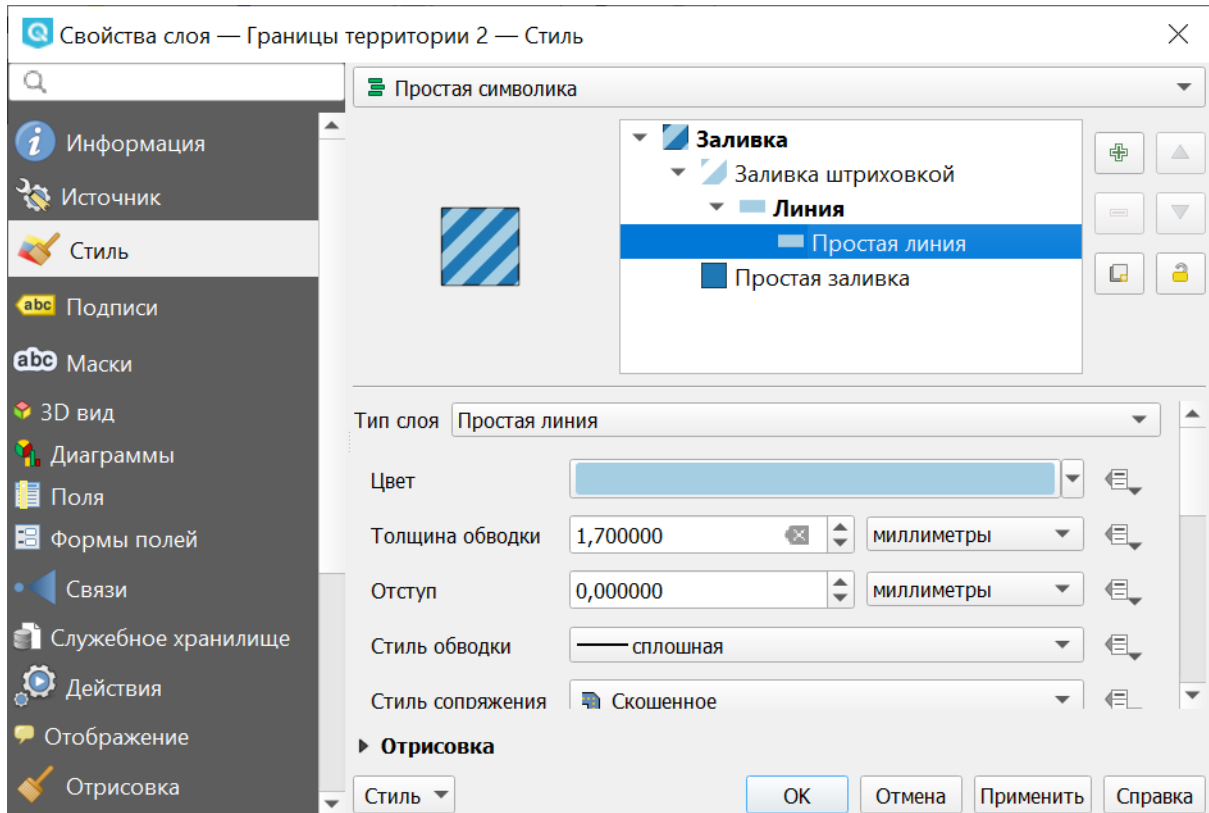 Свойства слоя — Границы территории 2 — Стиль
Информация
Источник
Стиль
abc Подписи
abc Маски
3D вид
Диаграммы
Поля
Формы полей
Связи
Служебное хранилище
Действия
Отображение
Отрисовка
Простая символика
Заливка
Заливка штриховкой
Линия
Простая линия
Простая заливка
Тип слоя Простая линия
Цвет
Толщина обводки 1,700000 миллиметры
Отступ 0,000000 миллиметры
Стиль обводки сплошная
Стиль сопряжения Скошенное
Отрисовка
Стиль OK Отмена Применить Справка